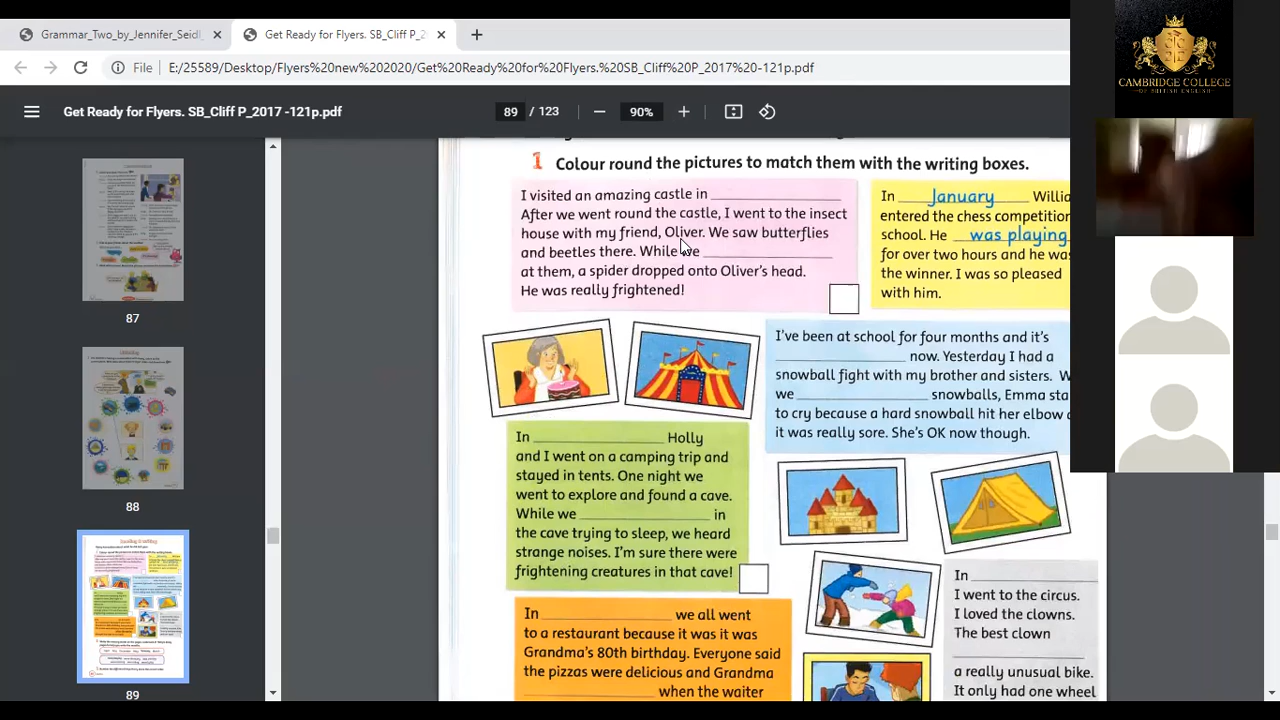 Grammar_Two_by_Jennifer_Seidl_
Get Ready for Flyers. SB_Cliff P_2
File
E:/25589/Desktop/Flyers%20new%202020/Get%20Ready%20for%20Flyers.%20SB_Cliff%20P_2017%20-121p.pdf
Get Ready for Flyers. SB_Cliff P_2017 -121p.pdf
89 / 123
90%
CAMBRIDGE COLLEGE
OF BRITISH ENGLISH
87
88
89
1 Colour round the pictures to match them with the writing boxes.
I visited an amazing castle in
After we went round the castle, I went to the insect
house with my friend, Oliver. We saw butterflies
and beetles there. While we
at them, a spider dropped onto Oliver's head.
He was really frightened!
In January Willia
entered the chess competition
school. He was playing
for over two hours and he was
the winner. I was so pleased
with him.
I've been at school for four months and it's
now. Yesterday I had a
snowball fight with my brother and sisters. W
we snowballs, Emma sta
to cry because a hard snowball hit her elbow
it was really sore. She's OK now though.
In Holly
and I went on a camping trip and
stayed in tents. One night we
went to explore and found a cave.
While we in
the cave trying to sleep, we heard
strange noises. I'm sure there were
frightening creatures in that cave!
In we all went
to a restaurant because it was it was
Grandma's 80th birthday. Everyone said
the pizzas were delicious and Grandma
when the waiter
In
I went to the circus.
I loved the clowns.
The best clown
a really unusual bike.
It only had one wheel